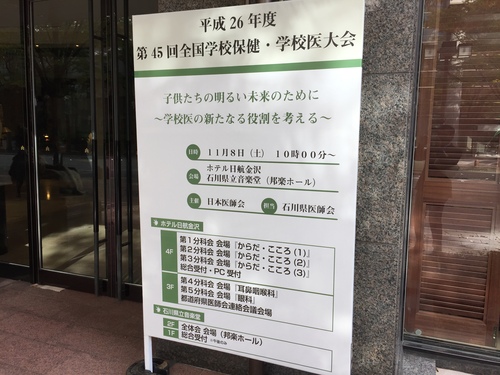 平成26年度
第45回全国学校保健・学校医大会
子供たちの明るい未来のために
～学校医の新たなる役割を考える～
日時 11月8日(土) 10時00分～
会場 ホテル日航金沢
石川県立音楽堂(邦楽ホール)
主催 日本医師会 担当 石川県医師会
ホテル日航金沢
4F 第1分科会 会場『からだ・こころ(1)』
第2分科会 会場『からだ・こころ(2)』
第3分科会 会場『からだ・こころ(3)』
総合受付・PC受付
3F 第4分科会 会場『耳鼻咽喉科』
第5分科会 会場『眼科』
都道府県医師会連絡会議会場
石川県立音楽堂
2F 全体会 会場(邦楽ホール)
1F 総合受付